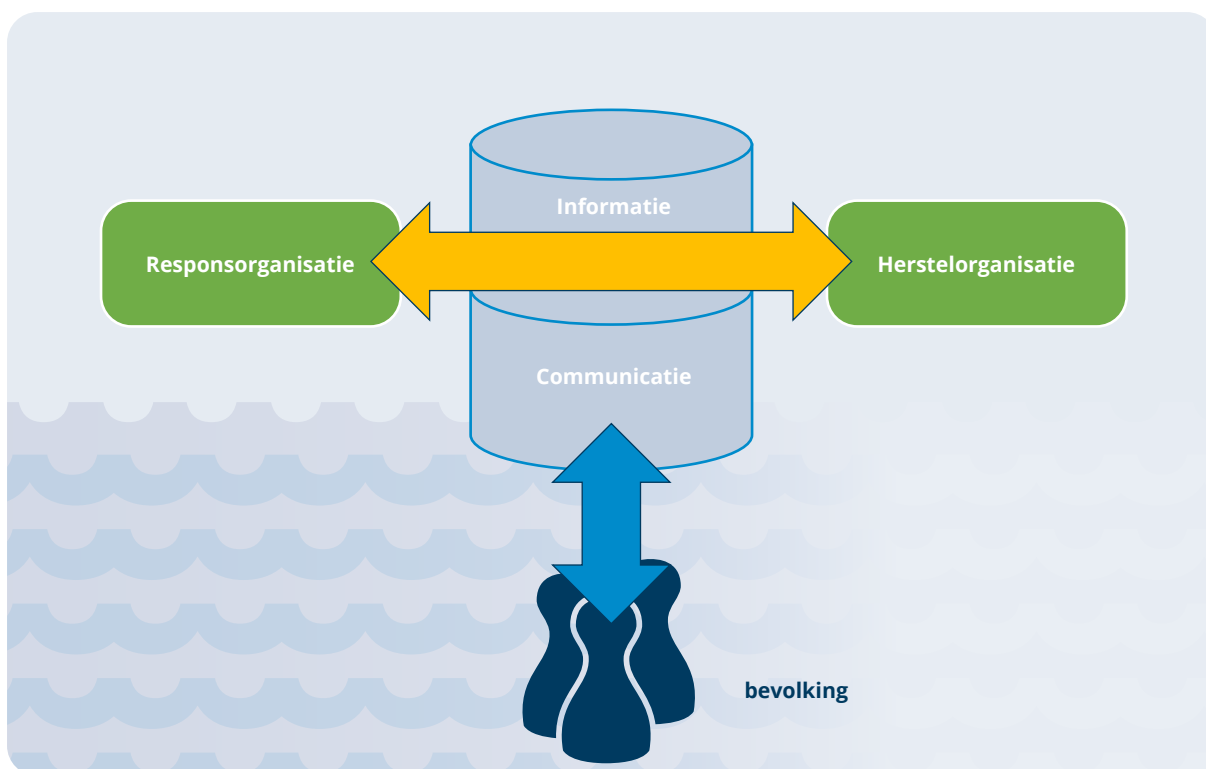 Informatie
Responsorganisatie
Herstelorganisatie
Communicatie
bevolking